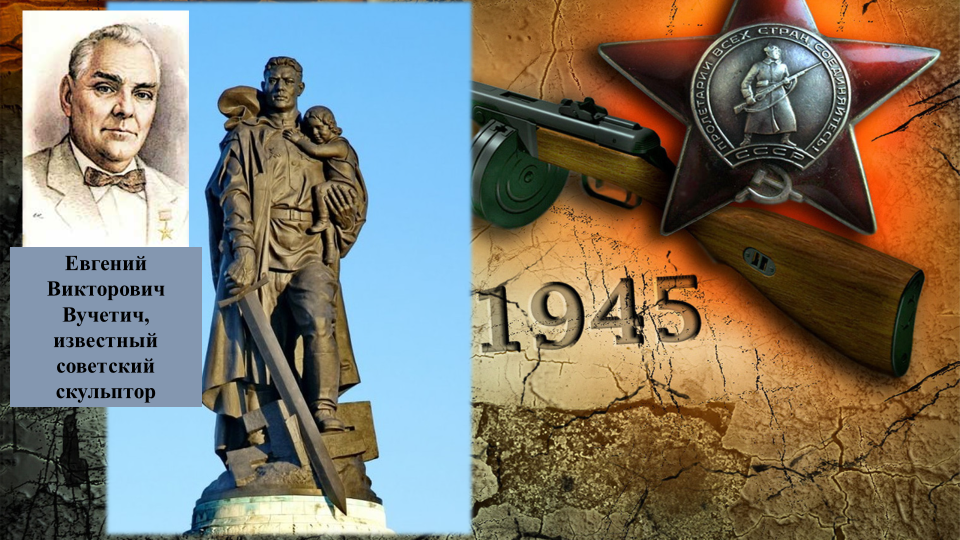 Евгений
Викторович
Вучетич,
известный
советский
скульптор
1945
ПРОЛЕТАРИИ ВСЕХ СТРАН СОЕДИНЯЙТЕСЬ!
СССР